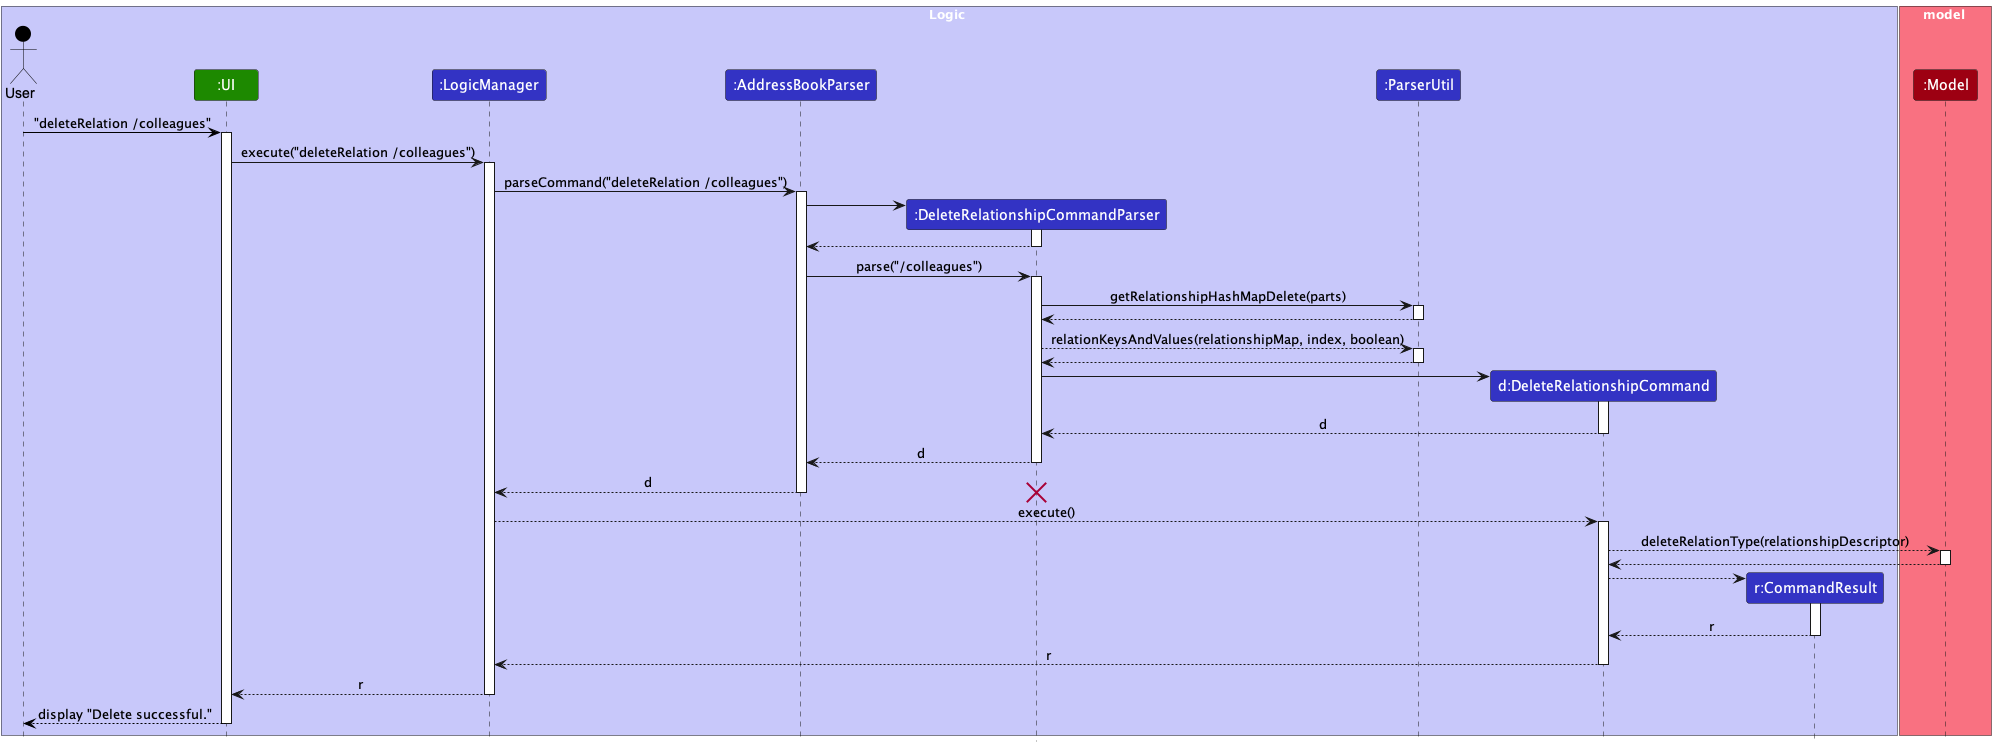 Logic
model
User
:UI
:LogicManager
:AddressBookParser
:ParserUtil
:Model
"deleteRelation /colleagues"
execute("deleteRelation /colleagues")
parseCommand("deleteRelation /colleagues")
:DeleteRelationshipCommandParser
parse("/colleagues")
getRelationshipHashMapDelete(parts)
relationKeysAndValues(relationshipMap, index, boolean)
d:DeleteRelationshipCommand
d
d
d
execute()
deleteRelationType(relationshipDescriptor)
r:CommandResult
r
r
r
display "Delete successful."